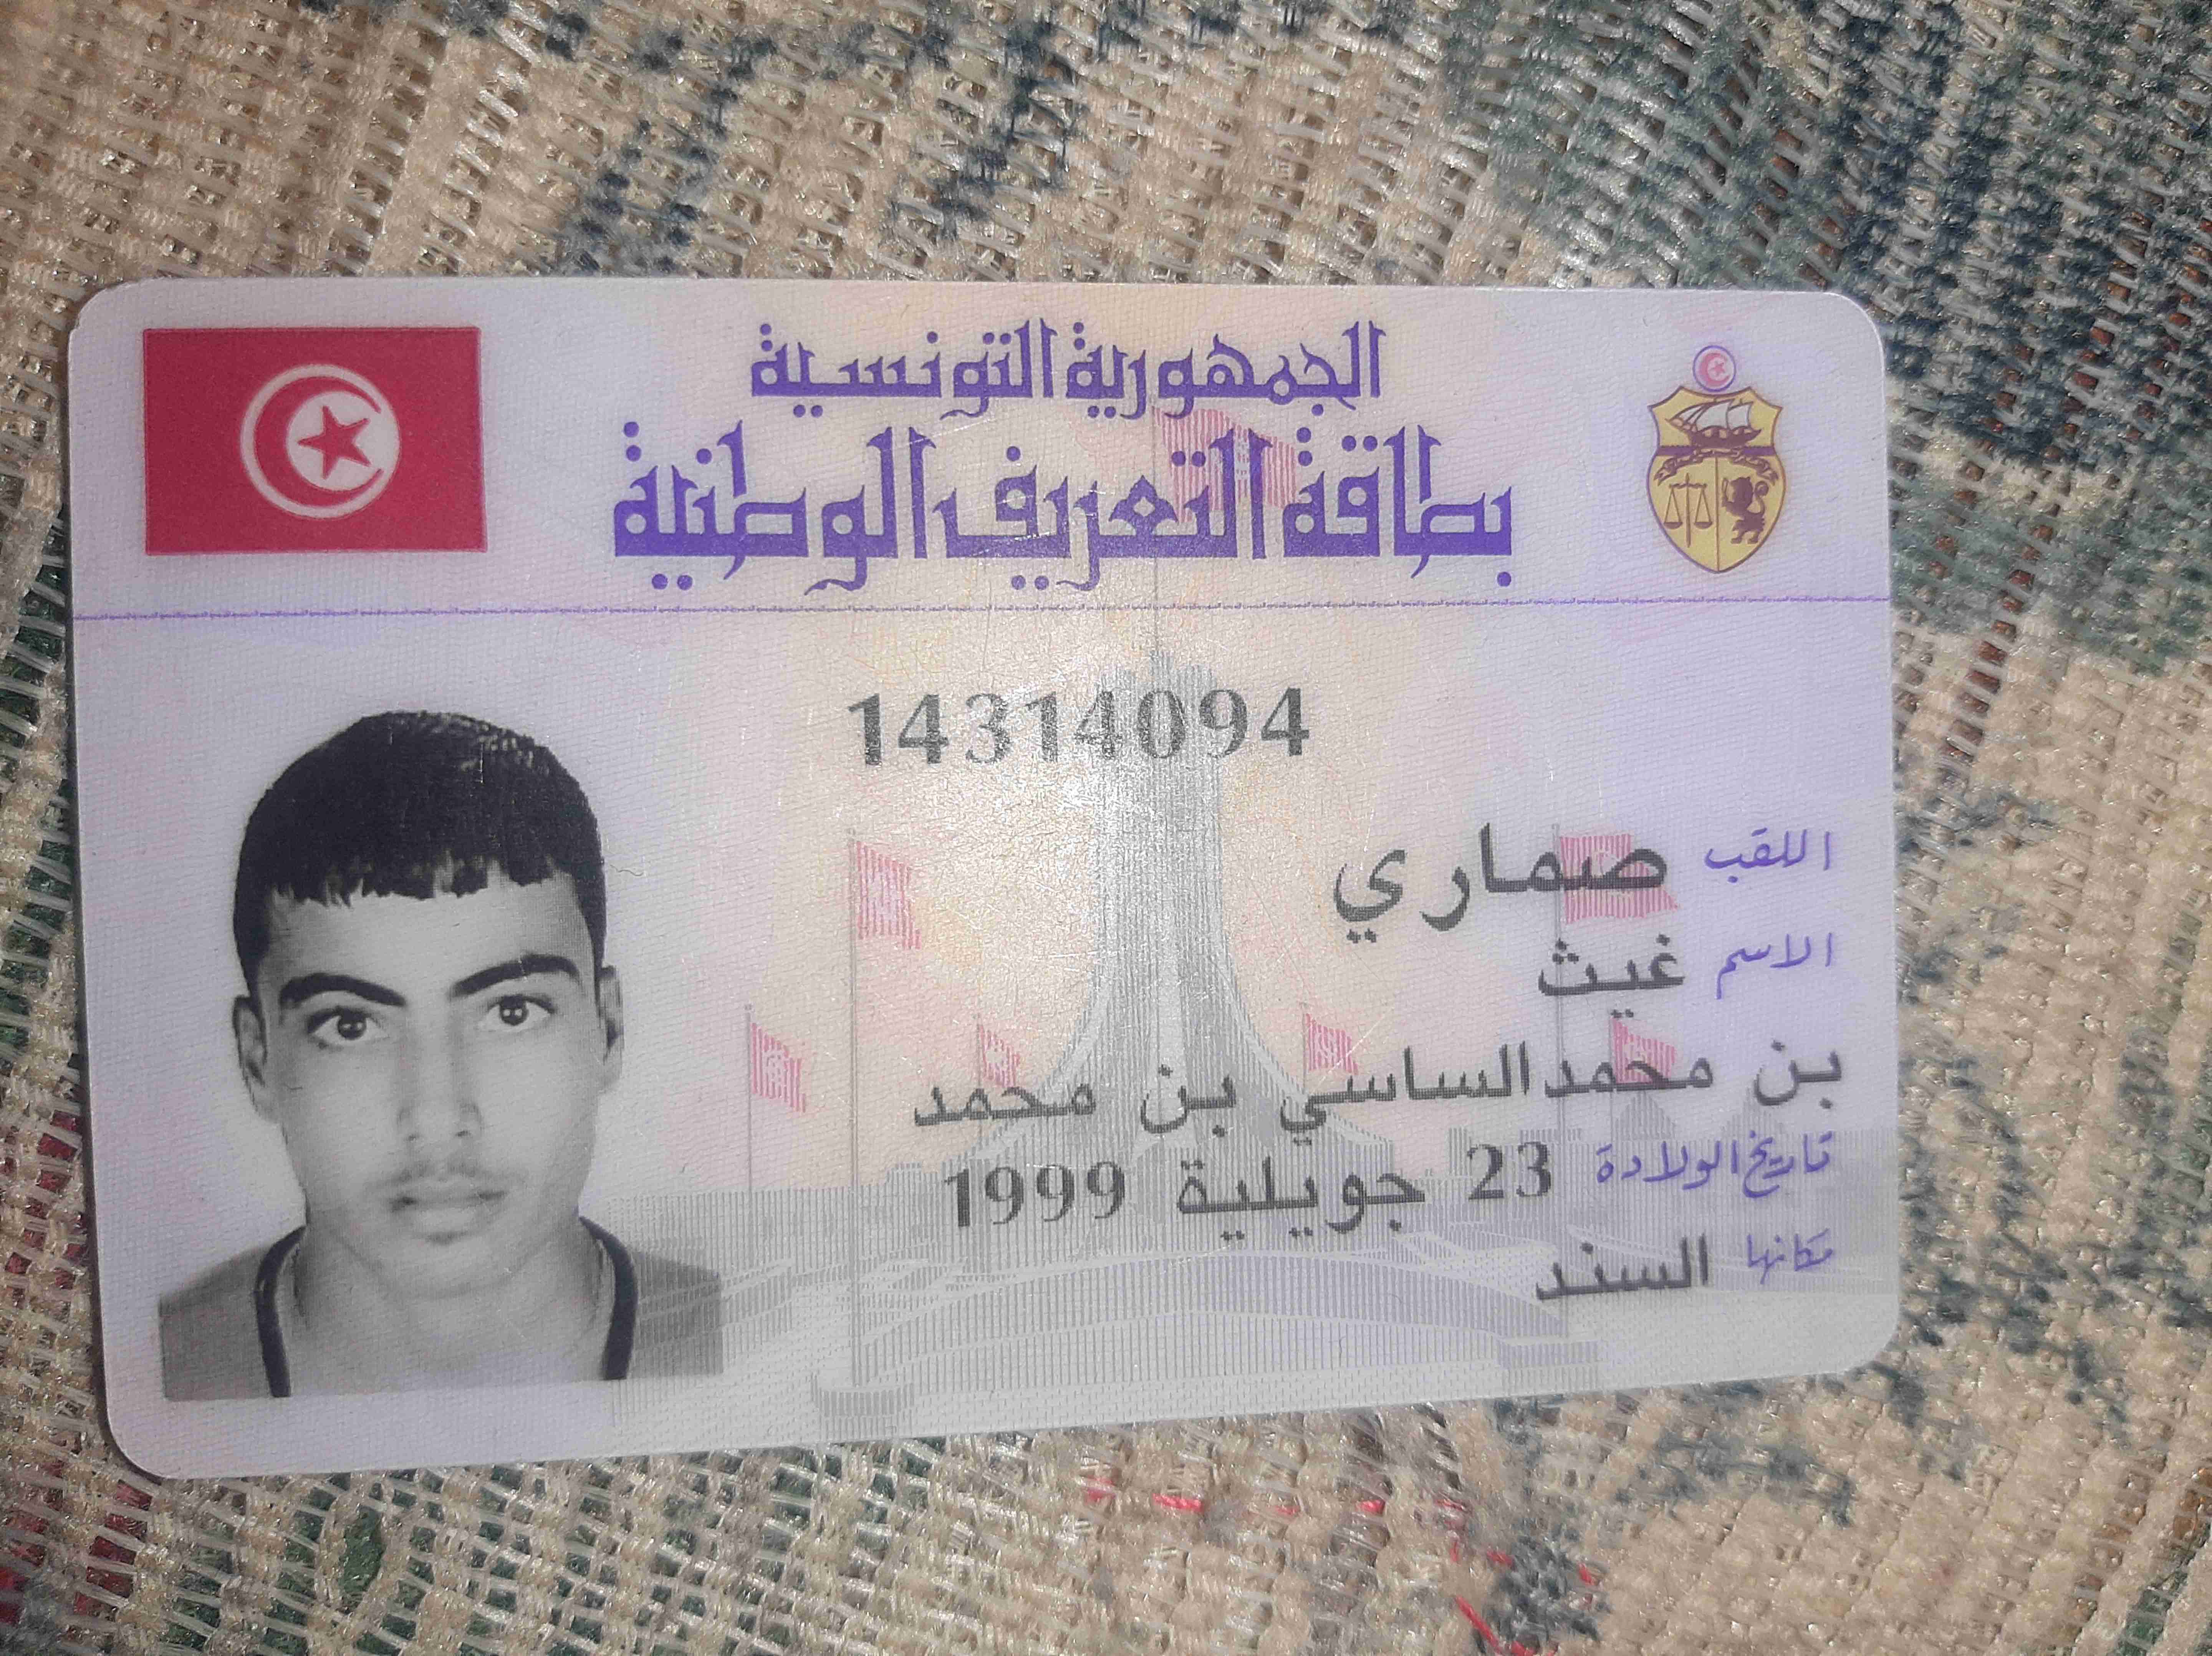 الجمهورية التونسية
بطاقة التعريف الوطنية
14314094
اللقب صماري
الاسم غيث
بن محمد الساسي بن محمد
تاريخ الولادة 23 جويلية 1999
مكانها السند